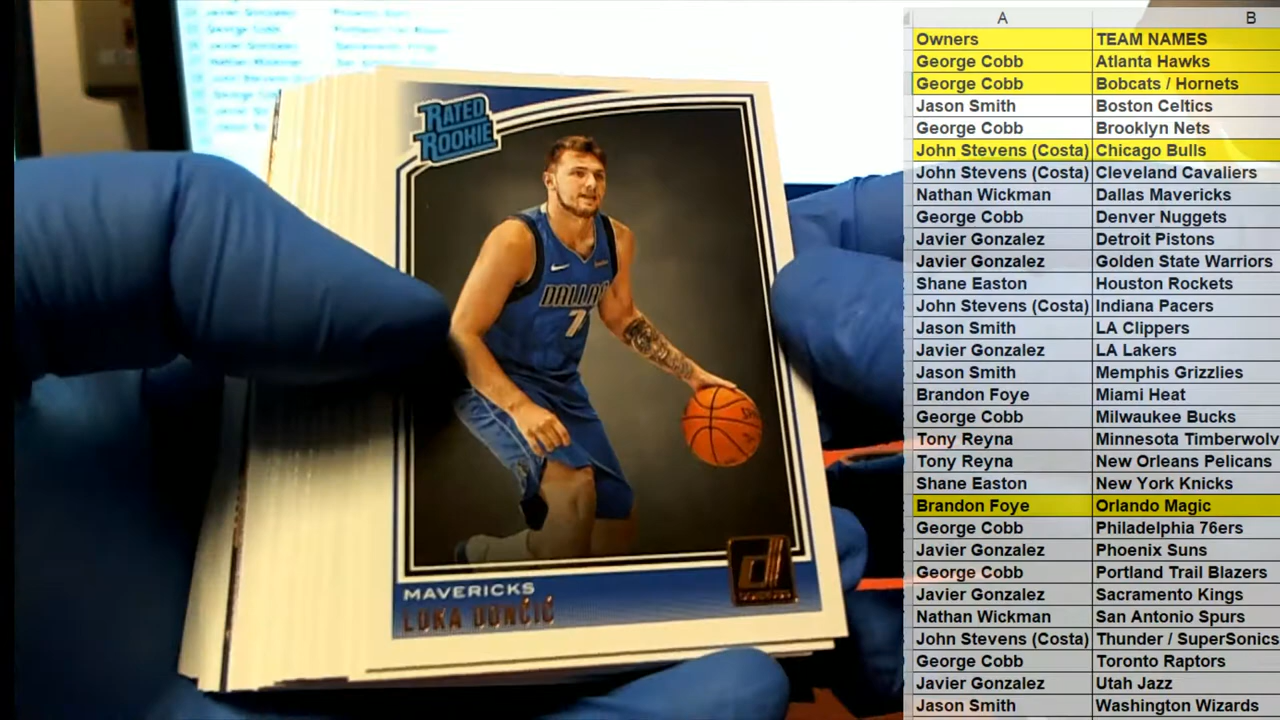 RATED
ROOKIE
DALLAS
7
MAVERICKS
LUKA DONČIĆ
d
A B
Owners TEAM NAMES
George Cobb Atlanta Hawks
George Cobb Bobcats / Hornets
Jason Smith Boston Celtics
George Cobb Brooklyn Nets
John Stevens (Costa) Chicago Bulls
John Stevens (Costa) Cleveland Cavaliers
Nathan Wickman Dallas Mavericks
George Cobb Denver Nuggets
Javier Gonzalez Detroit Pistons
Javier Gonzalez Golden State Warriors
Shane Easton Houston Rockets
John Stevens (Costa) Indiana Pacers
Jason Smith LA Clippers
Javier Gonzalez LA Lakers
Jason Smith Memphis Grizzlies
Brandon Foye Miami Heat
George Cobb Milwaukee Bucks
Tony Reyna Minnesota Timberwolv
Tony Reyna New Orleans Pelicans
Shane Easton New York Knicks
Brandon Foye Orlando Magic
George Cobb Philadelphia 76ers
Javier Gonzalez Phoenix Suns
George Cobb Portland Trail Blazers
Javier Gonzalez Sacramento Kings
Nathan Wickman San Antonio Spurs
John Stevens (Costa) Thunder / SuperSonics
George Cobb Toronto Raptors
Javier Gonzalez Utah Jazz
Jason Smith Washington Wizards